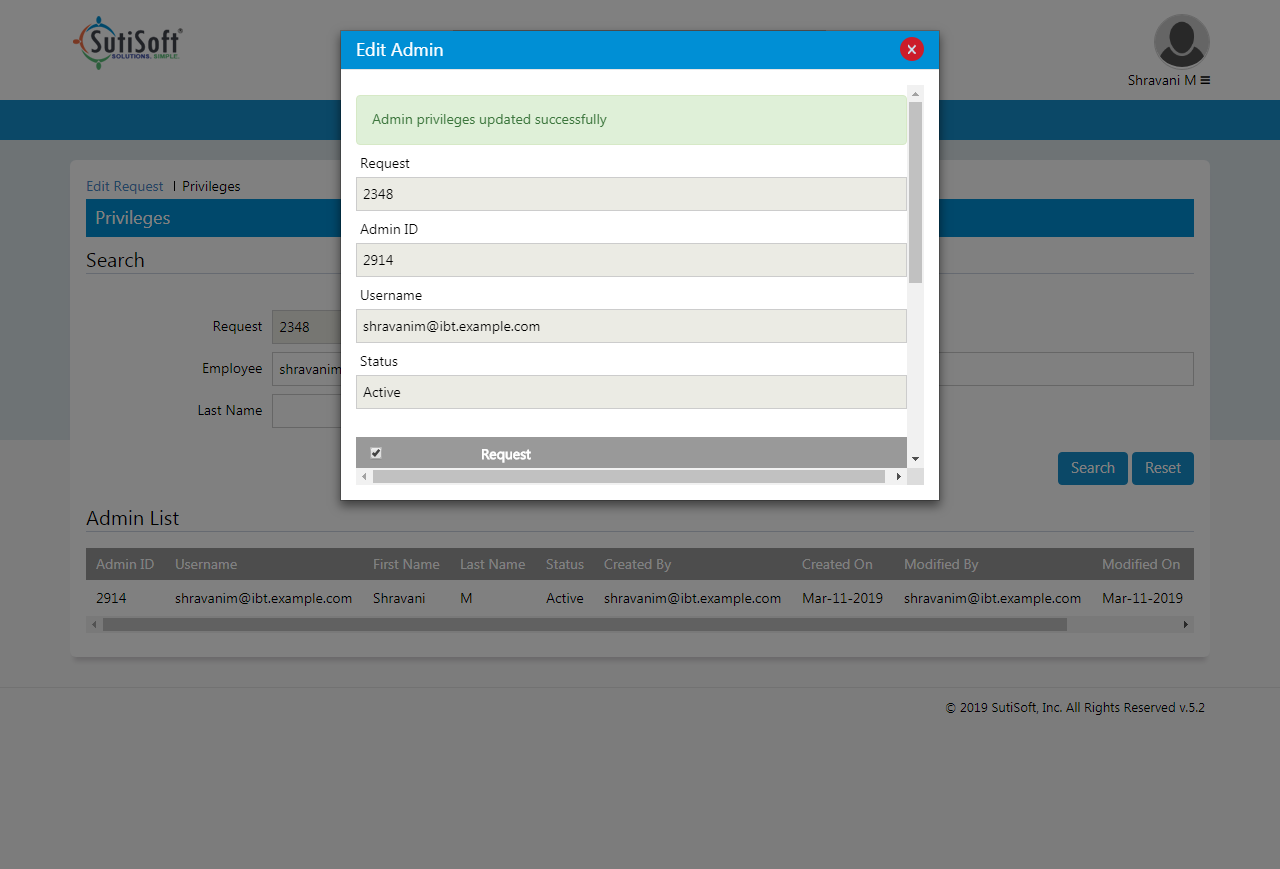 SutiSoft®
SOLUTIONS. SIMPLE.
Shravani M
Edit Admin
Admin privileges updated successfully
Request
2348
Admin ID
2914
Username
shravanim@ibt.example.com
Status
Active
Request
Edit Request | Privileges
Privileges
Search
Request 2348
Employee shravanim
Last Name
Search Reset
Admin List
Admin ID Username First Name Last Name Status Created By Created On Modified By Modified On
2914 shravanim@ibt.example.com Shravani M Active shravanim@ibt.example.com Mar-11-2019 shravanim@ibt.example.com Mar-11-2019
© 2019 SutiSoft, Inc. All Rights Reserved v.5.2